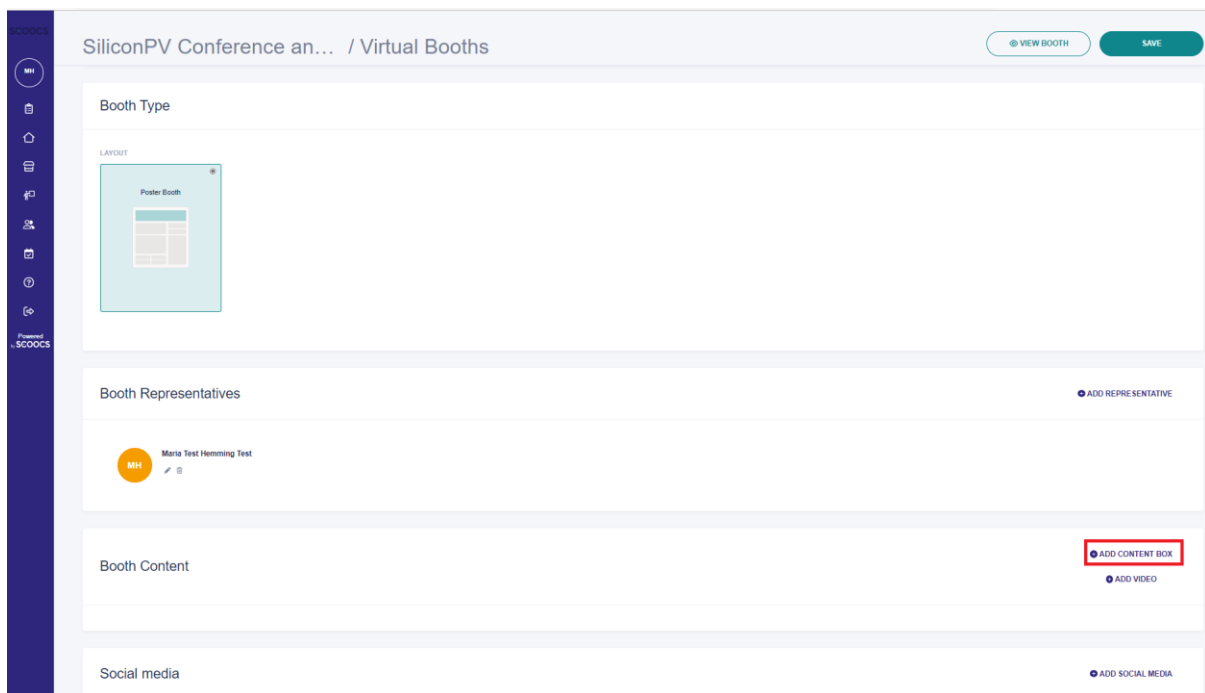 SCOOCS
SiliconPV Conference an... / Virtual Booths
VIEW BOOTH
SAVE
MH
Booth Type
LAYOUT
Poster Booth
Powered
by SCOOCS
Booth Representatives
ADD REPRESENTATIVE
MH
Maria Test Hemming Test
Booth Content
ADD CONTENT BOX
ADD VIDEO
Social media
ADD SOCIAL MEDIA